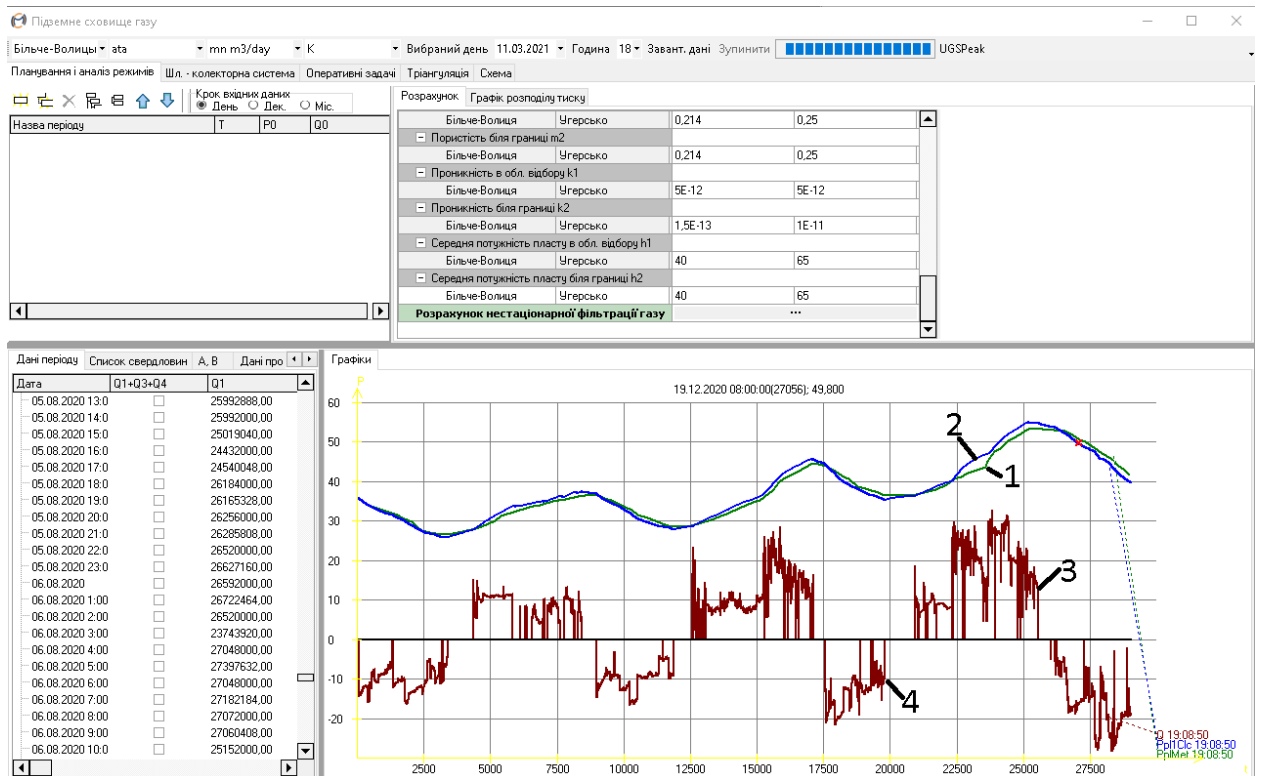 Підземне сховище газу
Більче-Волицы ata mn m3/day K Вибраний день 11.03.2021 Година 18 Завант. дані Зупинити UGSPeak
Планування і аналіз режимів Шл. - колекторна система Оперативні задачі Тріангуляція Схема
Крок вхідних даних
День Дек. Міс.
Назва періоду T P0 Q0
Розрахунок Графік розподілу тиску
Більче-Волиця Угерсько 0,214 0,25
Пористість біля границі m2
Більче-Волиця Угерсько 0,214 0,25
Проникність в обл. відбору k1
Більче-Волиця Угерсько 5E-12 5E-12
Проникність біля границі k2
Більче-Волиця Угерсько 1,5E-13 1E-11
Середня потужність пласту в обл. відбору h1
Більче-Волиця Угерсько 40 65
Середня потужність пласту біля границі h2
Більче-Волиця Угерсько 40 65
Розрахунок нестаціонарної фільтрації газу ...
Дані періоду Список свердловин A, B Дані про
Дата Q1+Q3+Q4 Q1
05.08.2020 13:0 25992888,00
05.08.2020 14:0 25992000,00
05.08.2020 15:0 25019040,00
05.08.2020 16:0 24432000,00
05.08.2020 17:0 24540048,00
05.08.2020 18:0 26184000,00
05.08.2020 19:0 26185368,00
05.08.2020 20:0 26256000,00
05.08.2020 21:0 26285808,00
05.08.2020 22:0 26520000,00
05.08.2020 23:0 26627160,00
06.08.2020 26592000,00
06.08.2020 1:00 26722464,00
06.08.2020 2:00 26520000,00
06.08.2020 3:00 23743920,00
06.08.2020 4:00 27048000,00
06.08.2020 5:00 27397632,00
06.08.2020 6:00 27048000,00
06.08.2020 7:00 27182184,00
06.08.2020 8:00 27072000,00
06.08.2020 9:00 27060408,00
06.08.2020 10:0 25152000,00
Графіки
P
19.12.2020 08:00:00(27056); 49,800
60
50
40
30
20
10
0
-10
-20
2
1
3
4
Q 19:08:50
Ppl1Clc 19:08:50
PplMet 19:08:50
2500 5000 7500 10000 12500 15000 17500 20000 22500 25000 27500